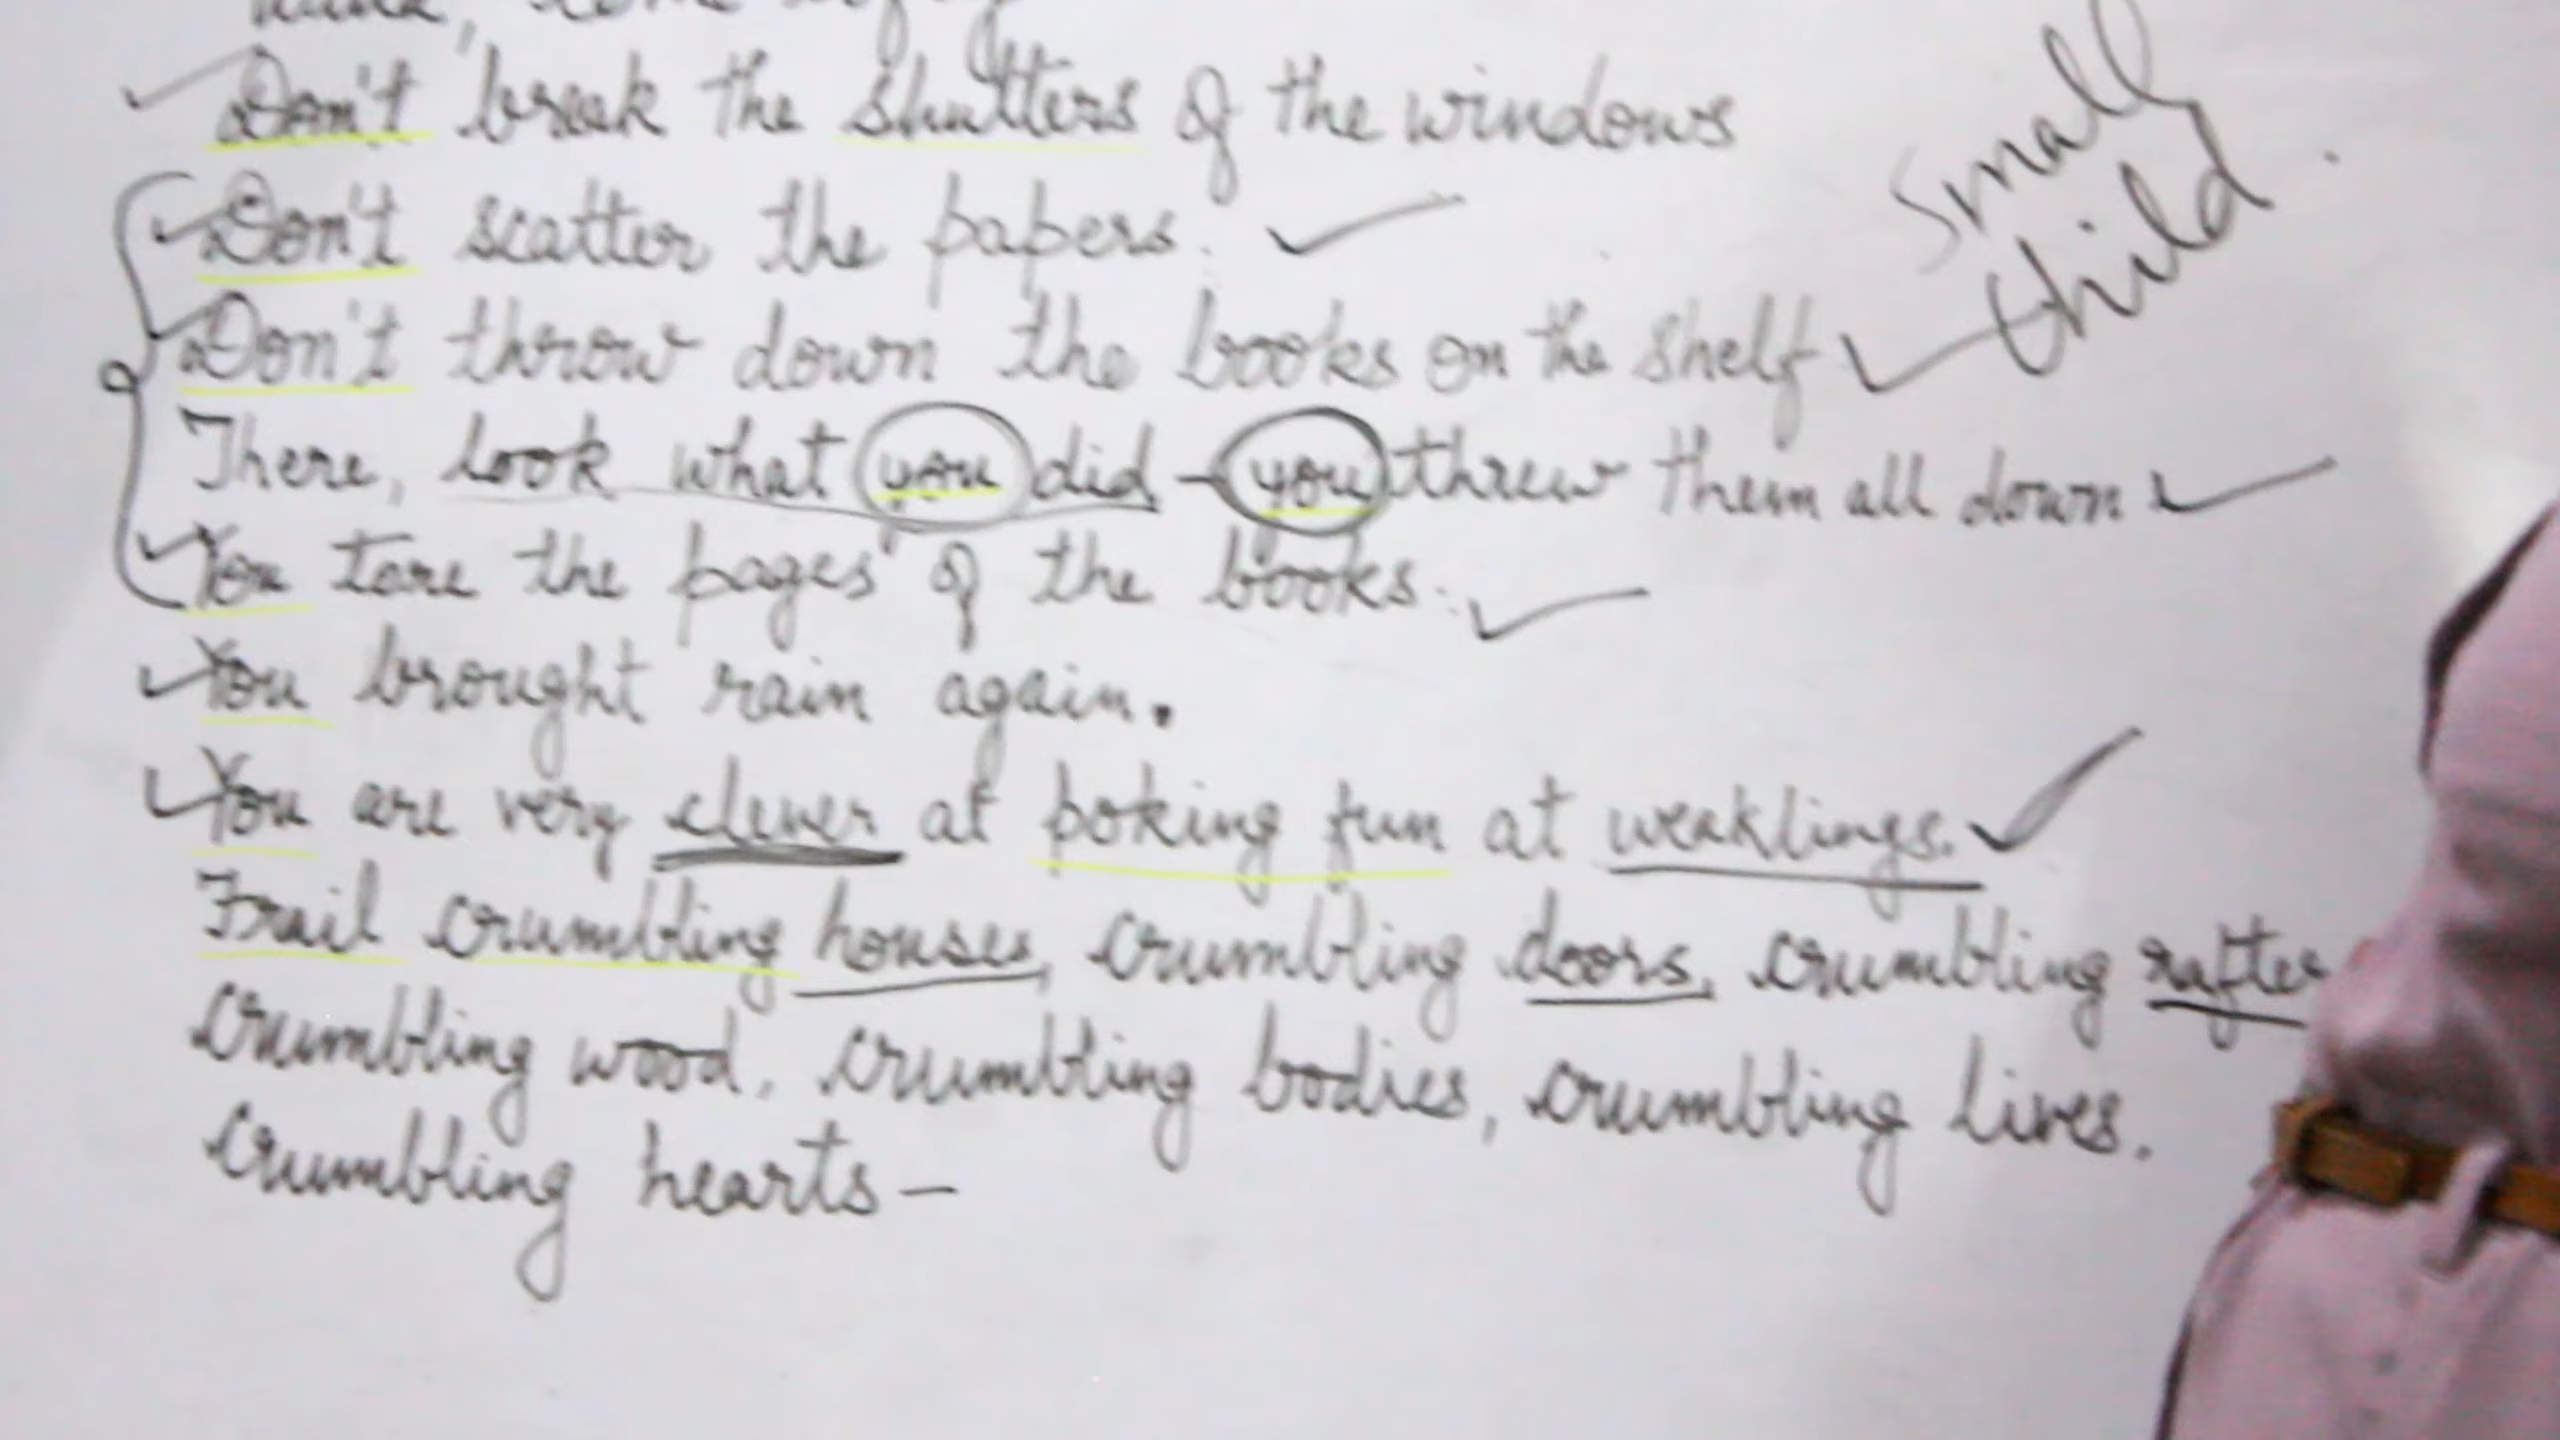 Don't break the shutters of the windows
Don't scatter the papers.
Don't throw down the books on the shelf
There, look what you did - you threw them all down
You tore the pages of the books.
You brought rain again.
You are very clever at poking fun at weaklings.
Frail crumbling houses, crumbling doors, crumbling rafter
crumbling wood, crumbling bodies, crumbling lives,
crumbling hearts -
Small
child